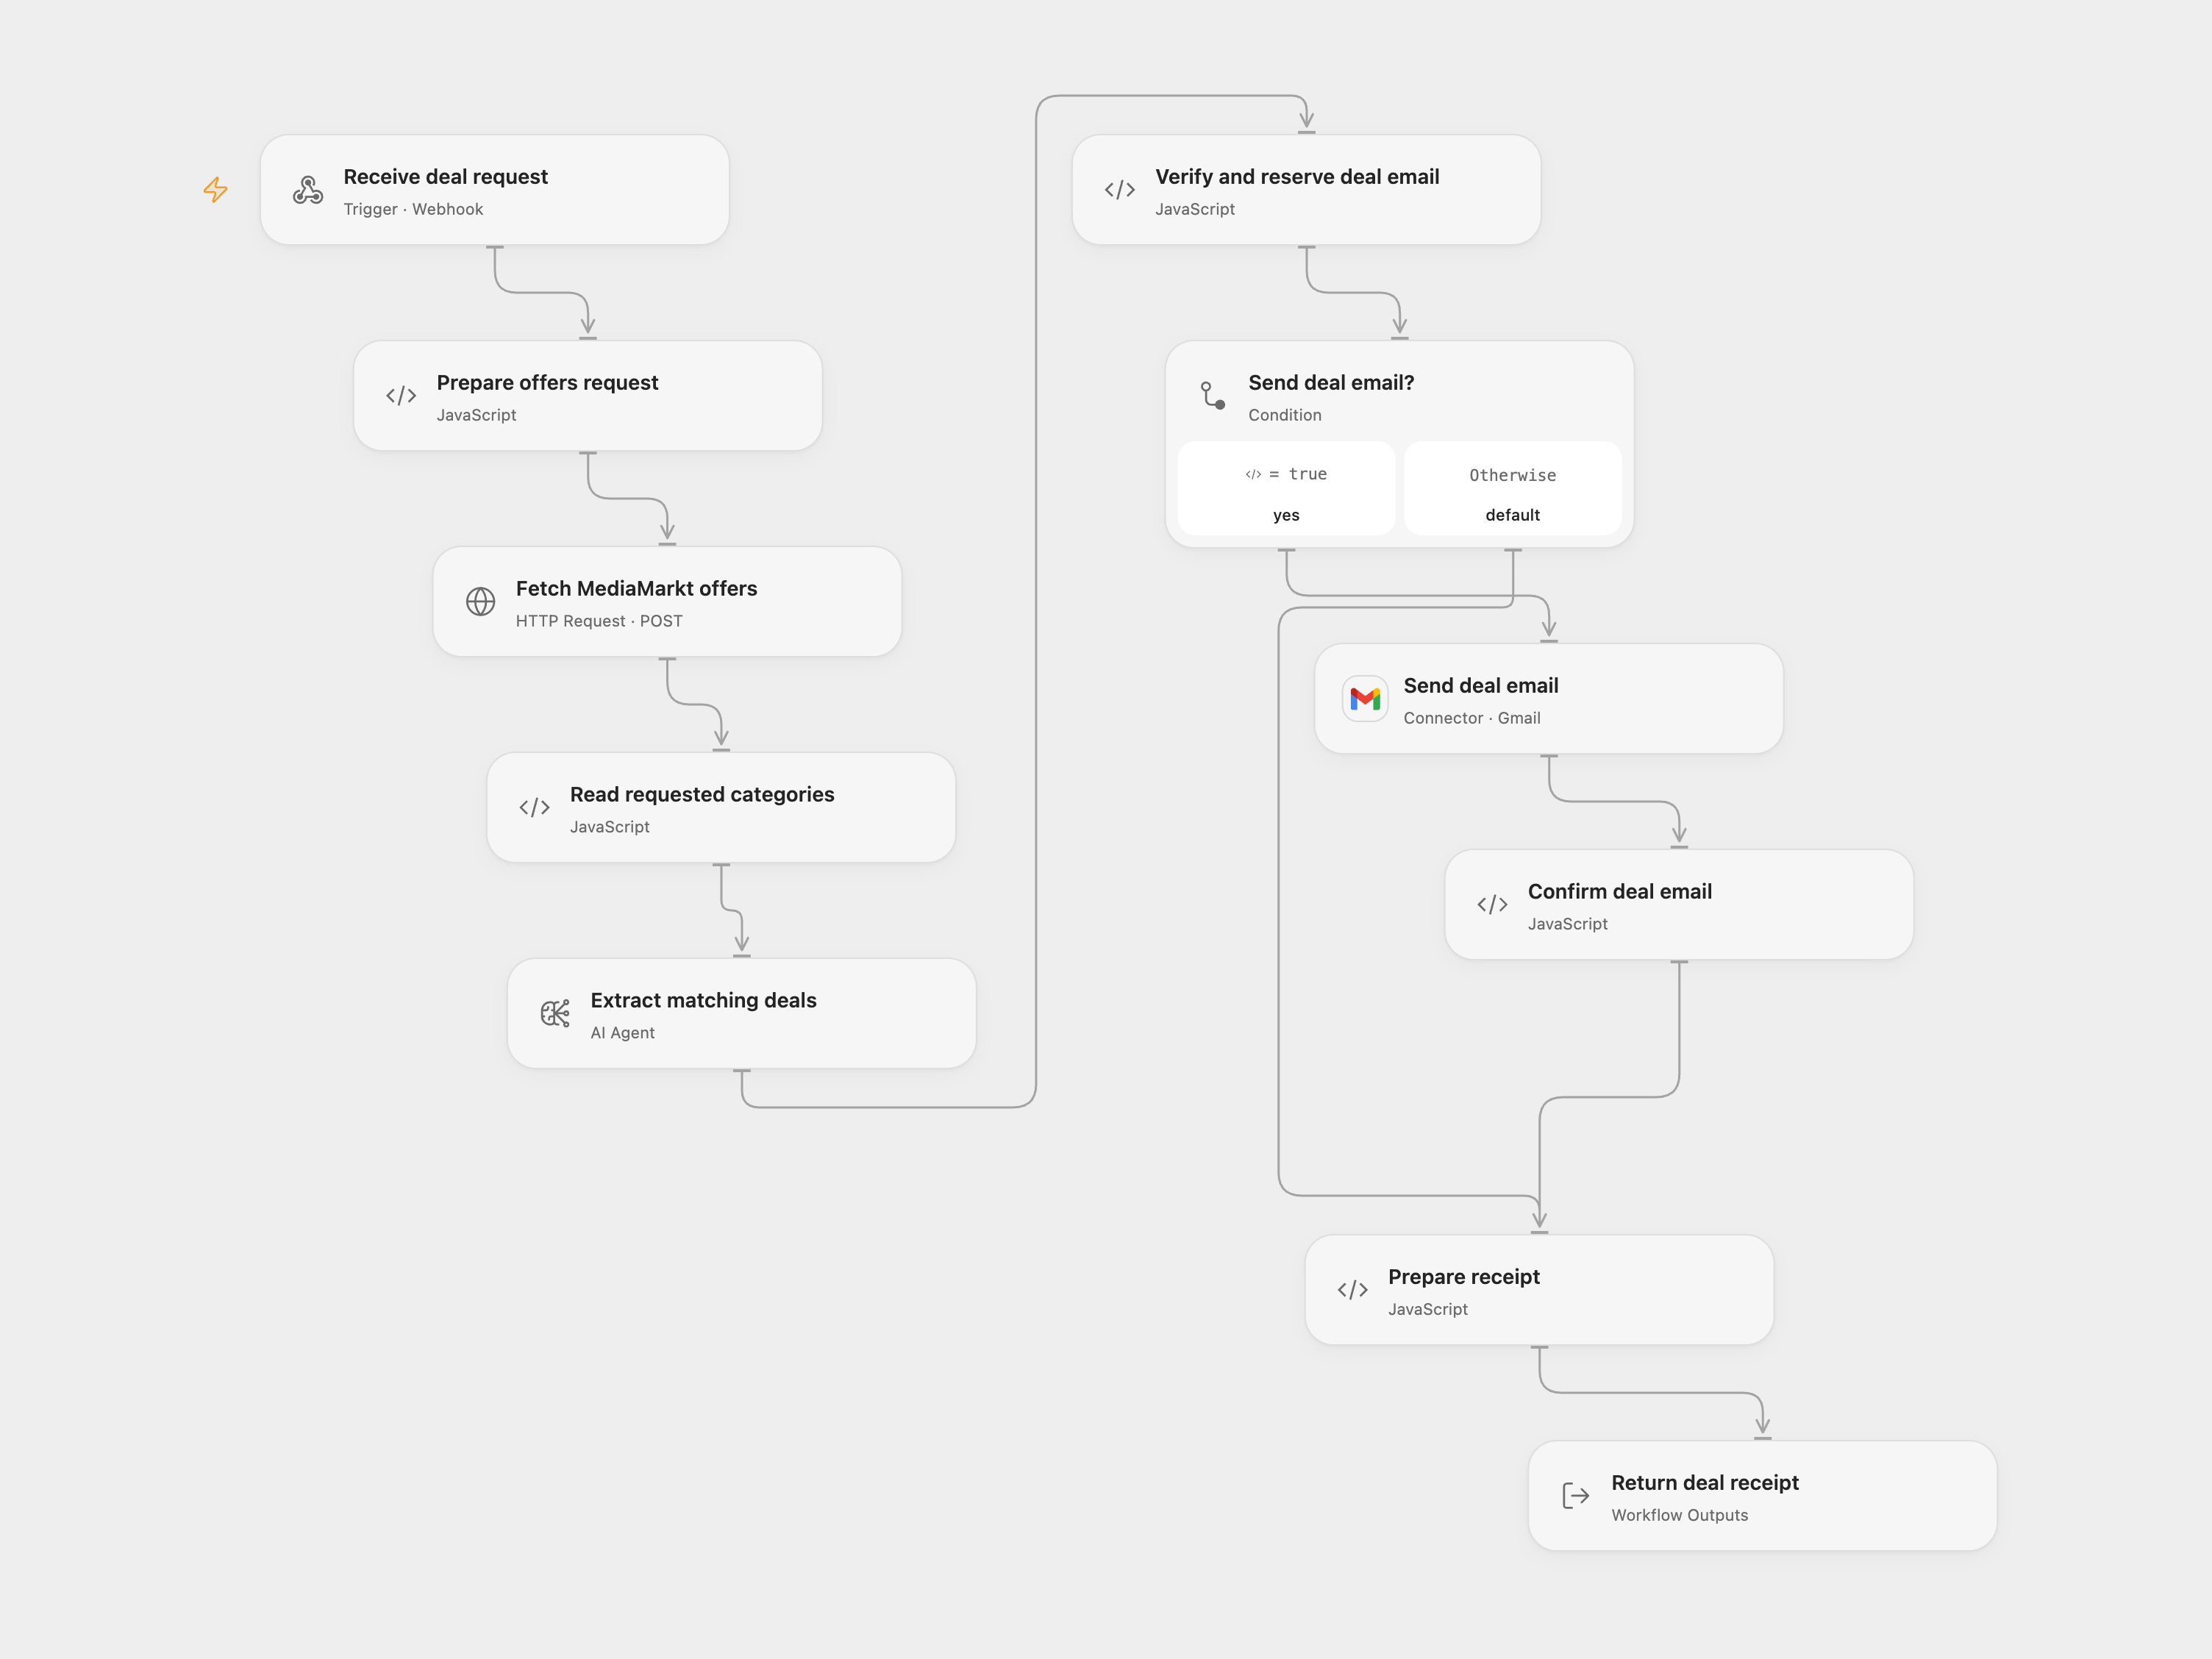 Receive deal request
Trigger · Webhook
Prepare offers request
JavaScript
Fetch MediaMarkt offers
HTTP Request · POST
Read requested categories
JavaScript
Extract matching deals
AI Agent
Verify and reserve deal email
JavaScript
Send deal email?
Condition
</> = true
yes
Otherwise
default
Send deal email
Connector · Gmail
Confirm deal email
JavaScript
Prepare receipt
JavaScript
Return deal receipt
Workflow Outputs